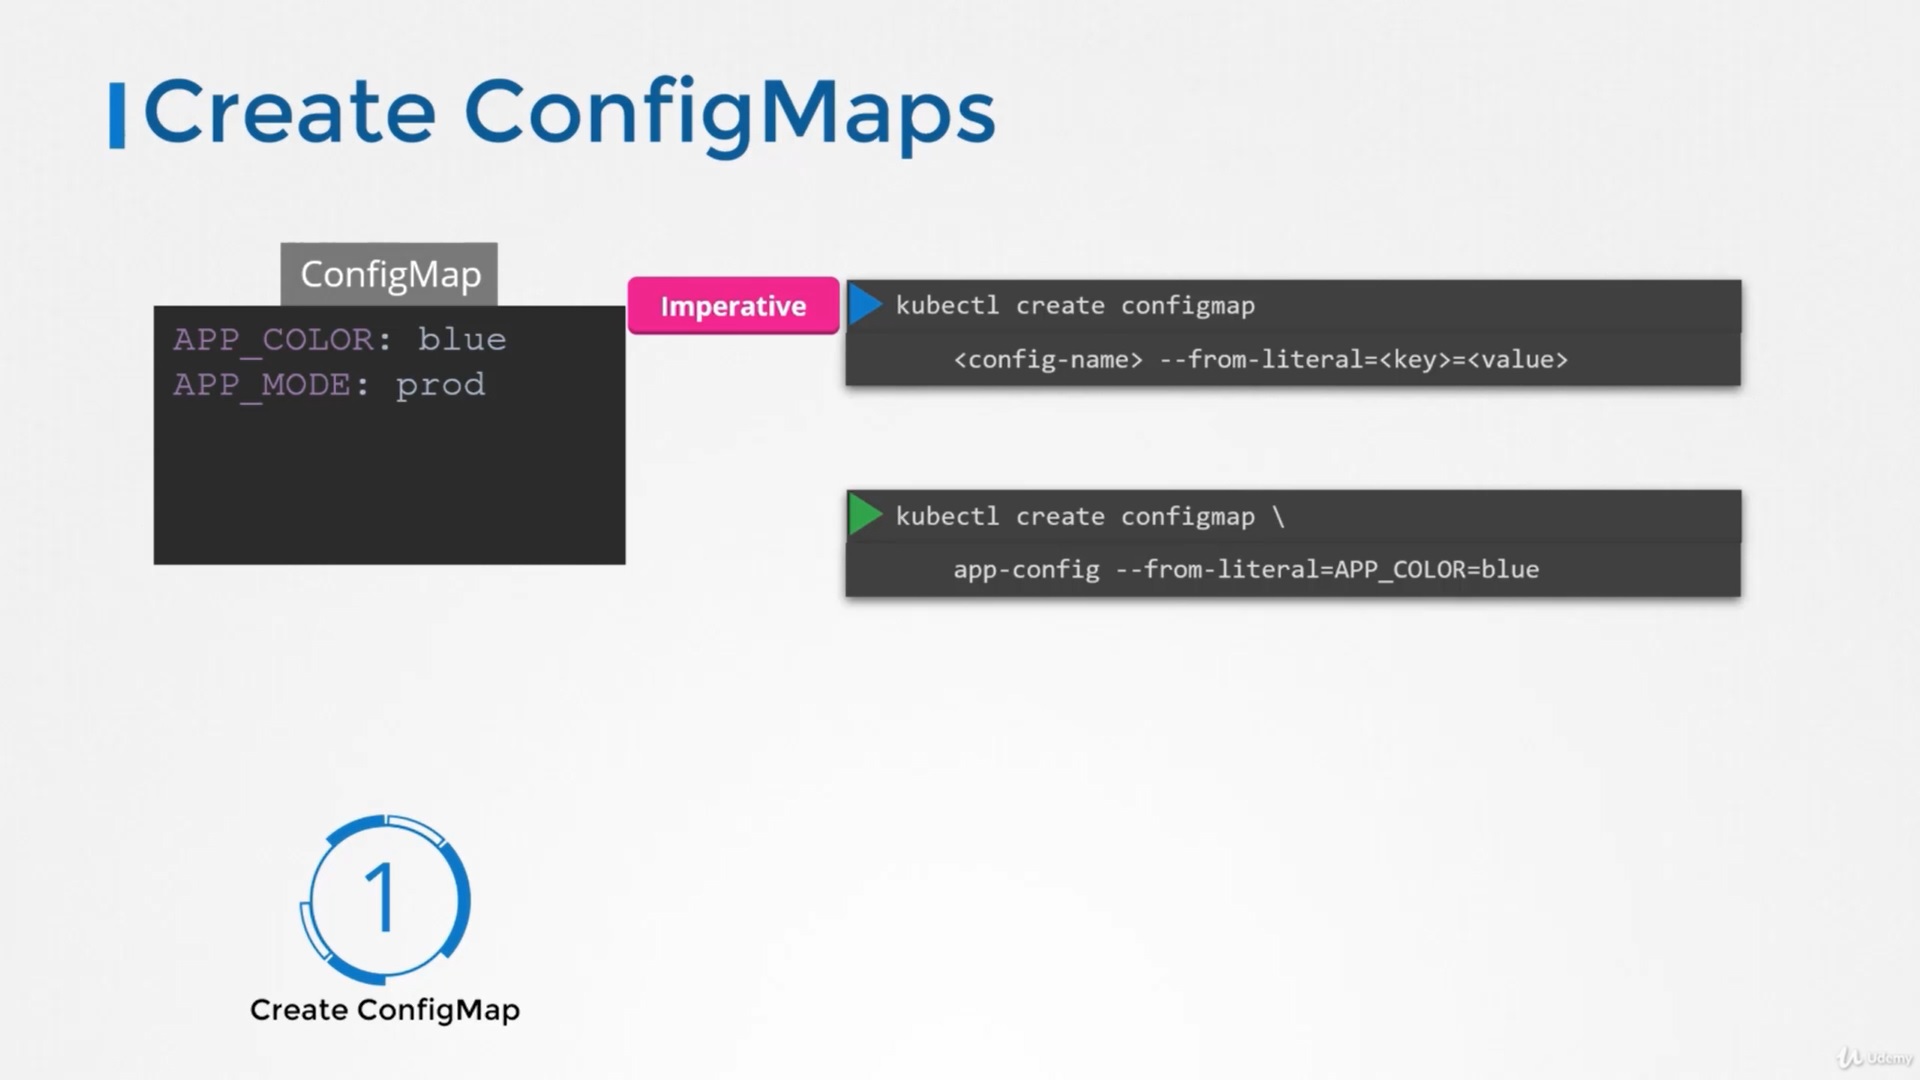 Create ConfigMaps
ConfigMap
APP_COLOR: blue
APP_MODE: prod
Imperative
kubectl create configmap
<config-name> --from-literal=<key>=<value>
kubectl create configmap \
app-config --from-literal=APP_COLOR=blue
1
Create ConfigMap
Udemy